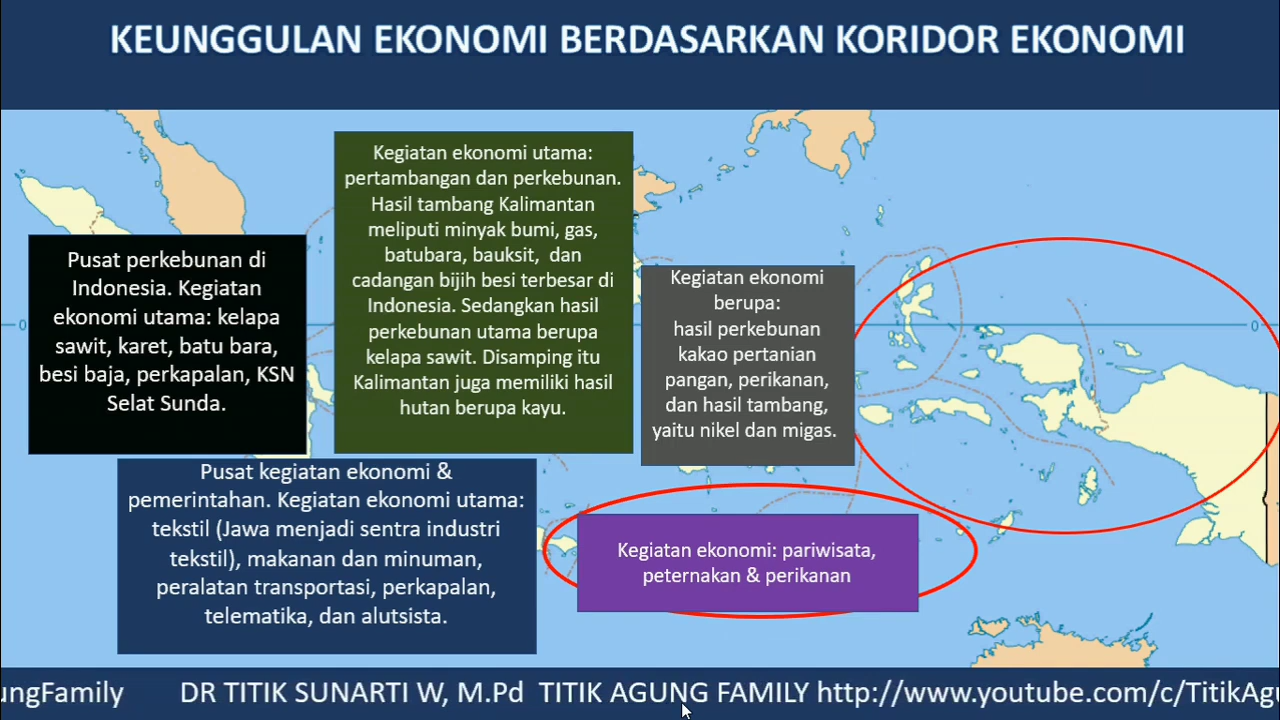 KEUNGGULAN EKONOMI BERDASARKAN KORIDOR EKONOMI
Pusat perkebunan di
Indonesia. Kegiatan
ekonomi utama: kelapa
sawit, karet, batu bara,
besi baja, perkapalan, KSN
Selat Sunda.
Kegiatan ekonomi utama:
pertambangan dan perkebunan.
Hasil tambang Kalimantan
meliputi minyak bumi, gas,
batubara, bauksit, dan
cadangan bijih besi terbesar di
Indonesia. Sedangkan hasil
perkebunan utama berupa
kelapa sawit. Disamping itu
Kalimantan juga memiliki hasil
hutan berupa kayu.
Kegiatan ekonomi
berupa:
hasil perkebunan
kakao pertanian
pangan, perikanan,
dan hasil tambang,
yaitu nikel dan migas.
0
0
Pusat kegiatan ekonomi &
pemerintahan. Kegiatan ekonomi utama:
tekstil (Jawa menjadi sentra industri
tekstil), makanan dan minuman,
peralatan transportasi, perkapalan,
telematika, dan alutsista.
Kegiatan ekonomi: pariwisata,
peternakan & perikanan
ungFamily DR TITIK SUNARTI W, M.Pd TITIK AGUNG FAMILY http://www.youtube.com/c/TitikAgu